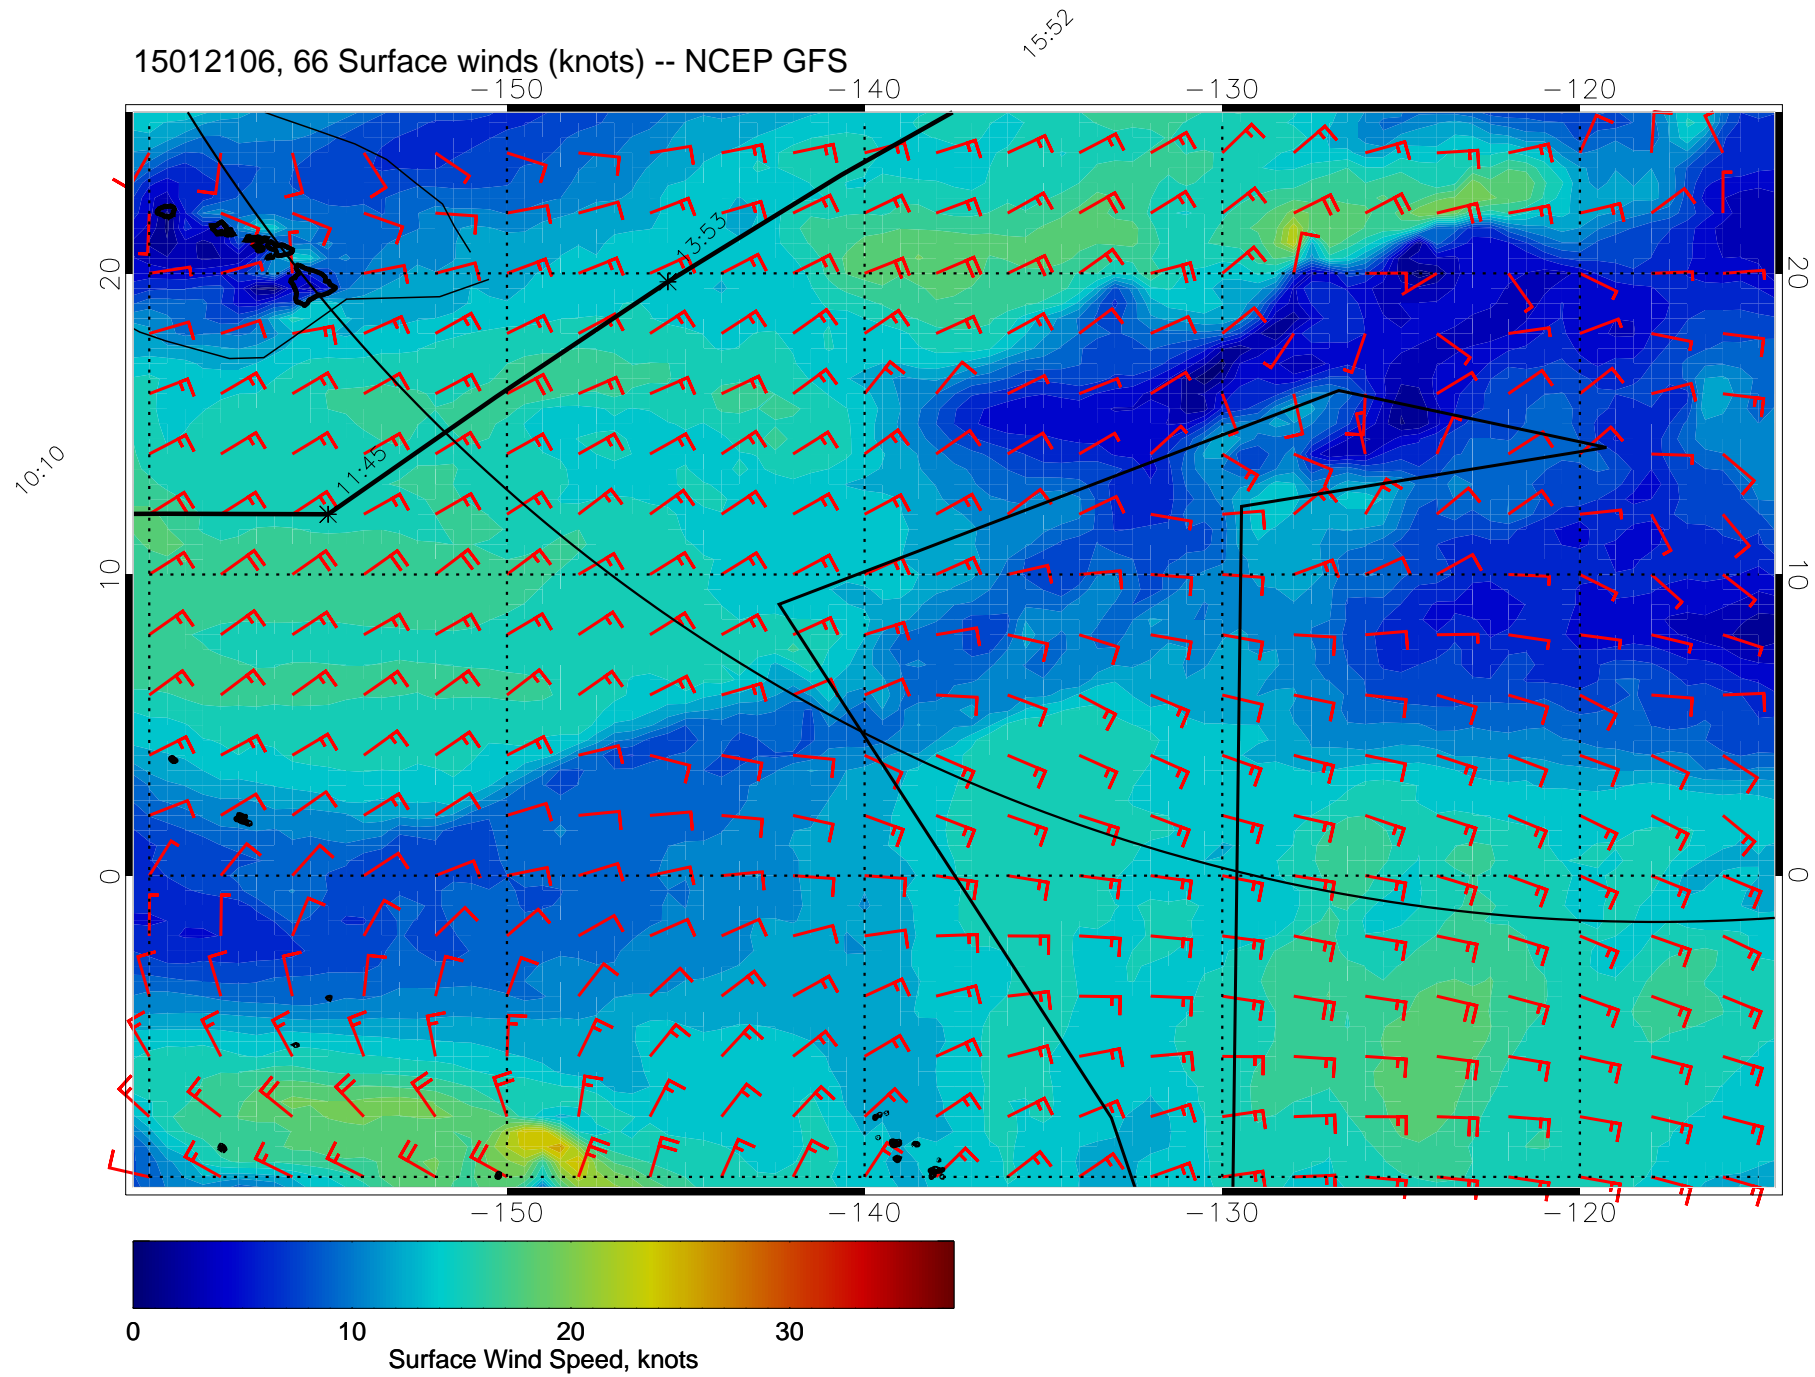 15:52
15012106, 66 Surface winds (knots) -- NCEP GFS
−150 −140 −130 −120
13:53
20 20
11:45
10:10
10 10
0 0
−150 −140 −130 −120
0 10 20 30
Surface Wind Speed, knots